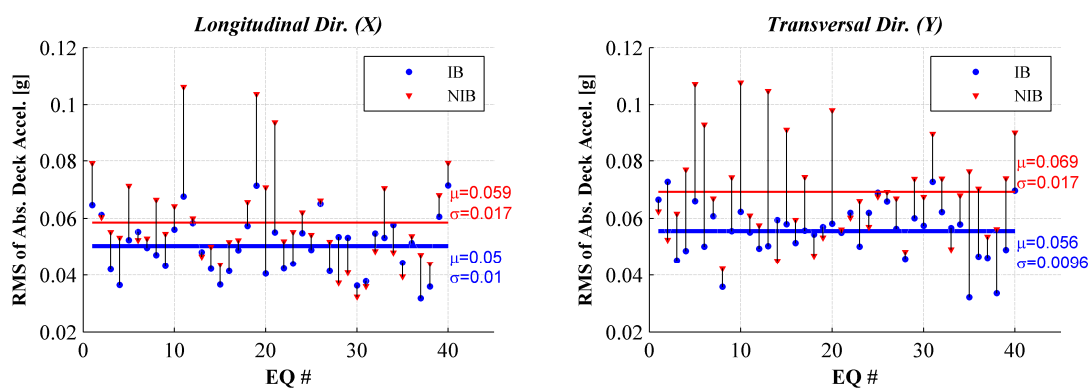 Longitudinal Dir. (X)
RMS of Abs. Deck Accel. [g]
0.12
0.1
0.08
0.06
0.04
0.02
0
10
20
30
40
EQ #
IB
NIB
μ=0.059
σ=0.017
μ=0.05
σ=0.01
Transversal Dir. (Y)
RMS of Abs. Deck Accel. [g]
0.12
0.1
0.08
0.06
0.04
0.02
0
10
20
30
40
EQ #
IB
NIB
μ=0.069
σ=0.017
μ=0.056
σ=0.0096